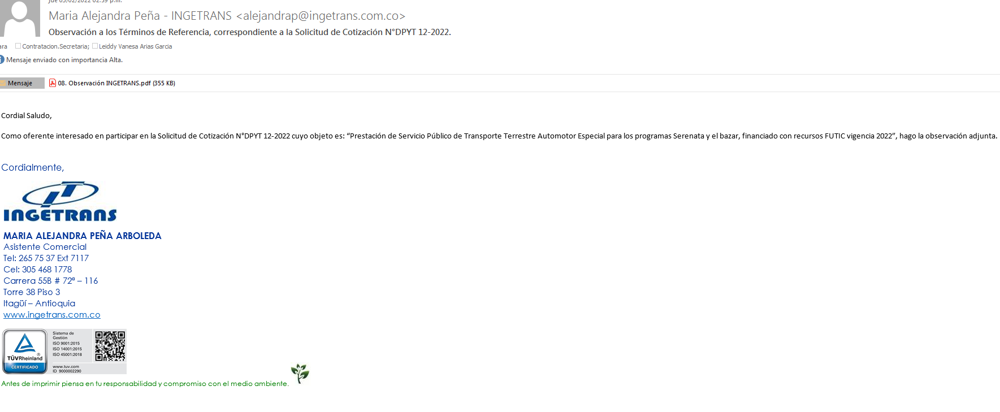 Jue 03/02/2022 02:59 p.m.
Maria Alejandra Peña - INGETRANS <alejandrap@ingetrans.com.co>
Observación a los Términos de Referencia, correspondiente a la Solicitud de Cotización N°DPYT 12-2022.
ara Contratacion.Secretaria; Leiddy Vanesa Arias Garcia
Mensaje enviado con importancia Alta.
Mensaje 08. Observación INGETRANS.pdf (355 KB)
Cordial Saludo,
Como oferente interesado en participar en la Solicitud de Cotización N°DPYT 12-2022 cuyo objeto es: “Prestación de Servicio Público de Transporte Terrestre Automotor Especial para los programas Serenata y el bazar, financiado con recursos FUTIC vigencia 2022”, hago la observación adjunta.
Cordialmente,
INGETRANS
MARIA ALEJANDRA PEÑA ARBOLEDA
Asistente Comercial
Tel: 265 75 37 Ext 7117
Cel: 305 468 1778
Carrera 55B # 72ª – 116
Torre 38 Piso 3
Itagüí – Antioquia
www.ingetrans.com.co
TÜVRheinland®
CERTIFICADO
Sistema de
Gestión
ISO 9001:2015
ISO 14001:2015
ISO 45001:2018
www.tuv.com
ID 9000002290
Antes de imprimir piensa en tu responsabilidad y compromiso con el medio ambiente.